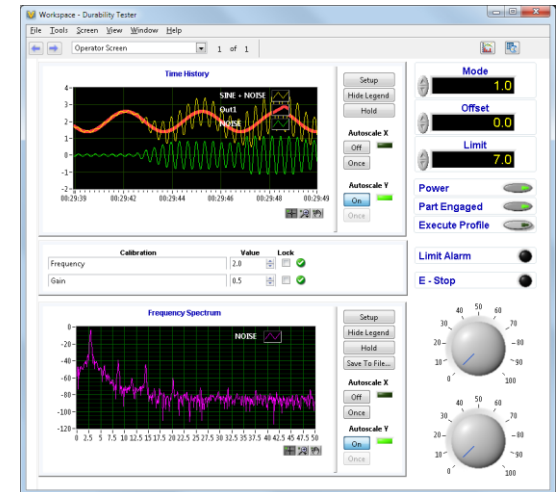 Workspace - Durability Tester
File Tools Screen View Window Help
Operator Screen 1 of 1
Time History
SINE + NOISE
Out1
NOISE
4-
3-
2-
1-
0-
-1-
-2-
00:29:39 00:29:42 00:29:44 00:29:46 00:29:48 00:29:49
Setup
Hide Legend
Hold
Autoscale X
Off
Once
Autoscale Y
On
Once
Mode
1.0
Offset
0.0
Limit
7.0
Power
Part Engaged
Execute Profile
Limit Alarm
E - Stop
Calibration Value Lock
Frequency 2.0
Gain 0.5
Frequency Spectrum
NOISE
0-
-20-
-40-
-60-
-80-
-100-
-120-
0 2.5 5 7.5 10 12.5 15 17.5 20 22.5 25 27.5 30 32.5 35 37.5 40 42.5 45 47.5 50
Setup
Hide Legend
Hold
Save To File...
Autoscale X
Off
Once
Autoscale Y
On
Once
0 10 20 30 40 50 60 70 80 90 100
0 10 20 30 40 50 60 70 80 90 100